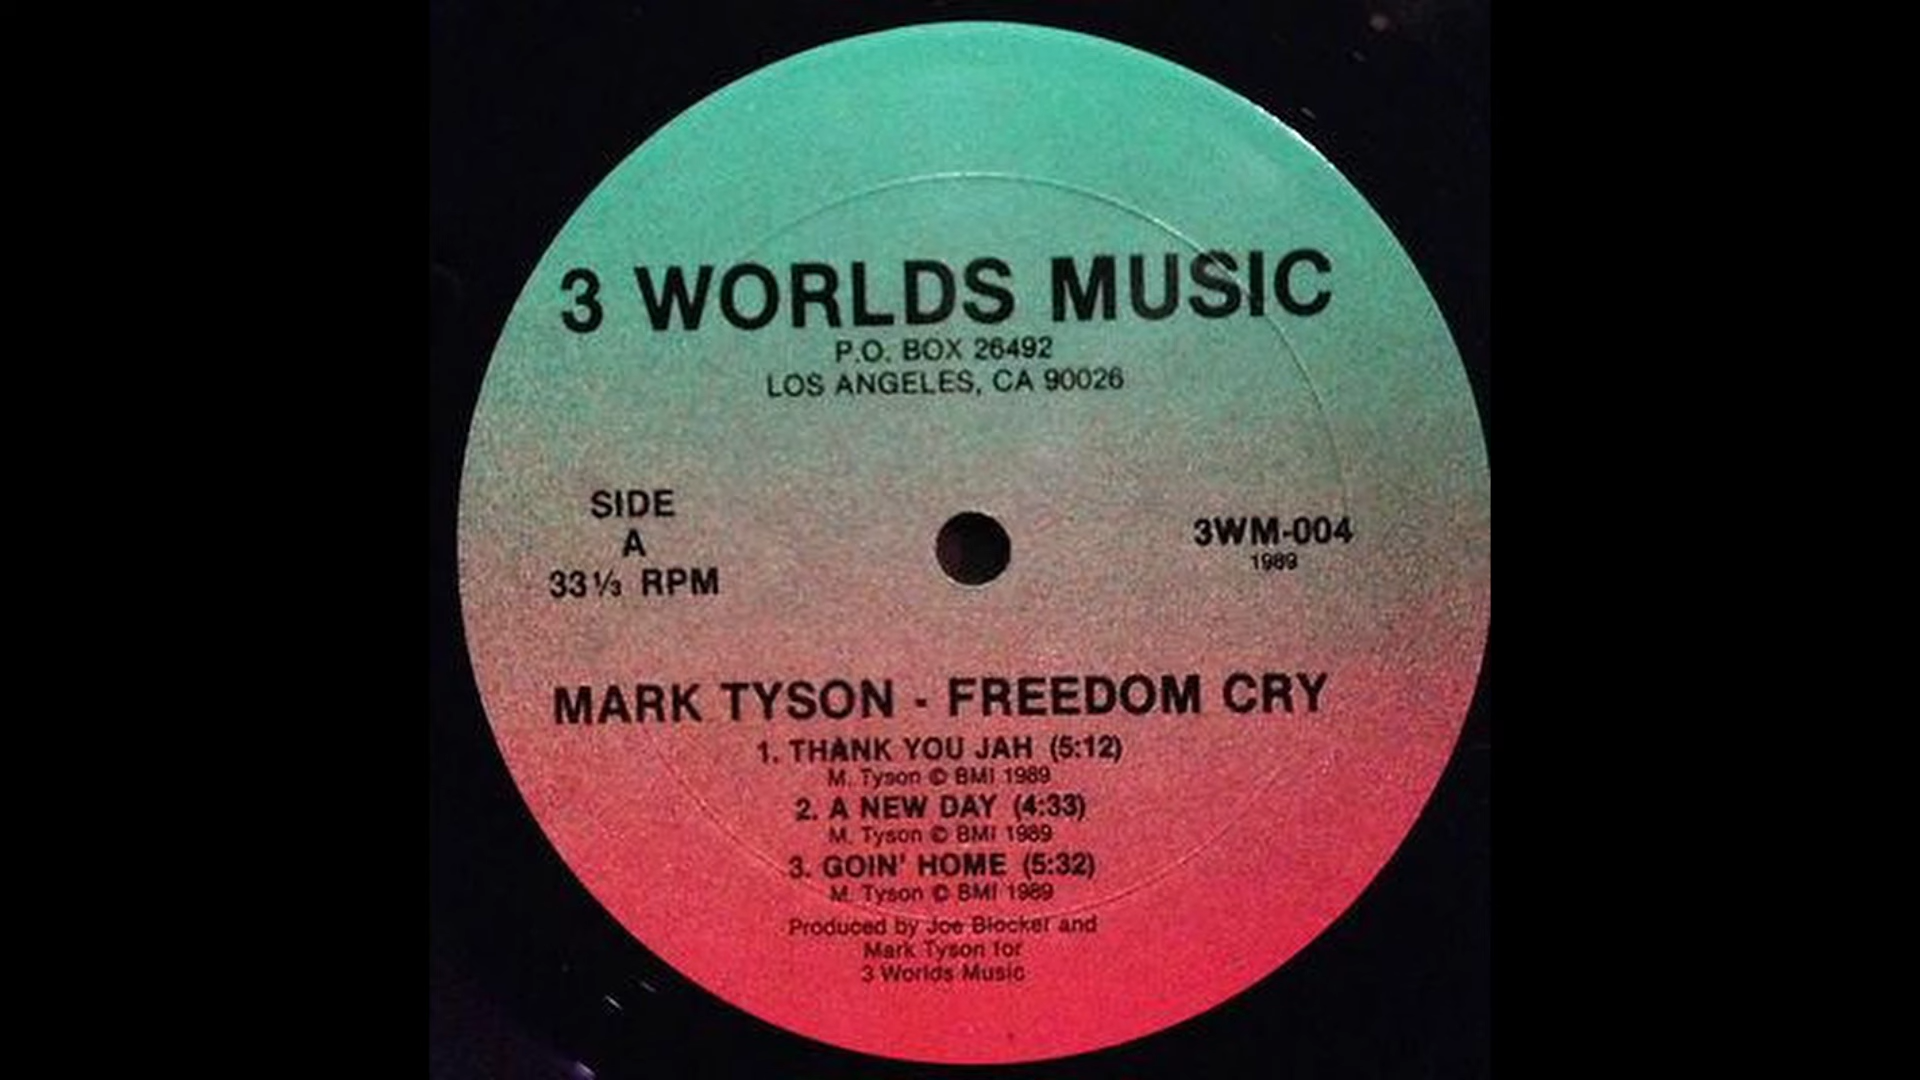 3 WORLDS MUSIC
P.O. BOX 26492
LOS ANGELES, CA 90026
SIDE
A
33⅓ RPM
3WM-004
1989
MARK TYSON - FREEDOM CRY
1. THANK YOU JAH (5:12)
M. Tyson © BMI 1989
2. A NEW DAY (4:33)
M. Tyson © BMI 1989
3. GOIN' HOME (5:32)
M. Tyson © BMI 1989
Produced by Joe Blocker and
Mark Tyson for
3 Worlds Music